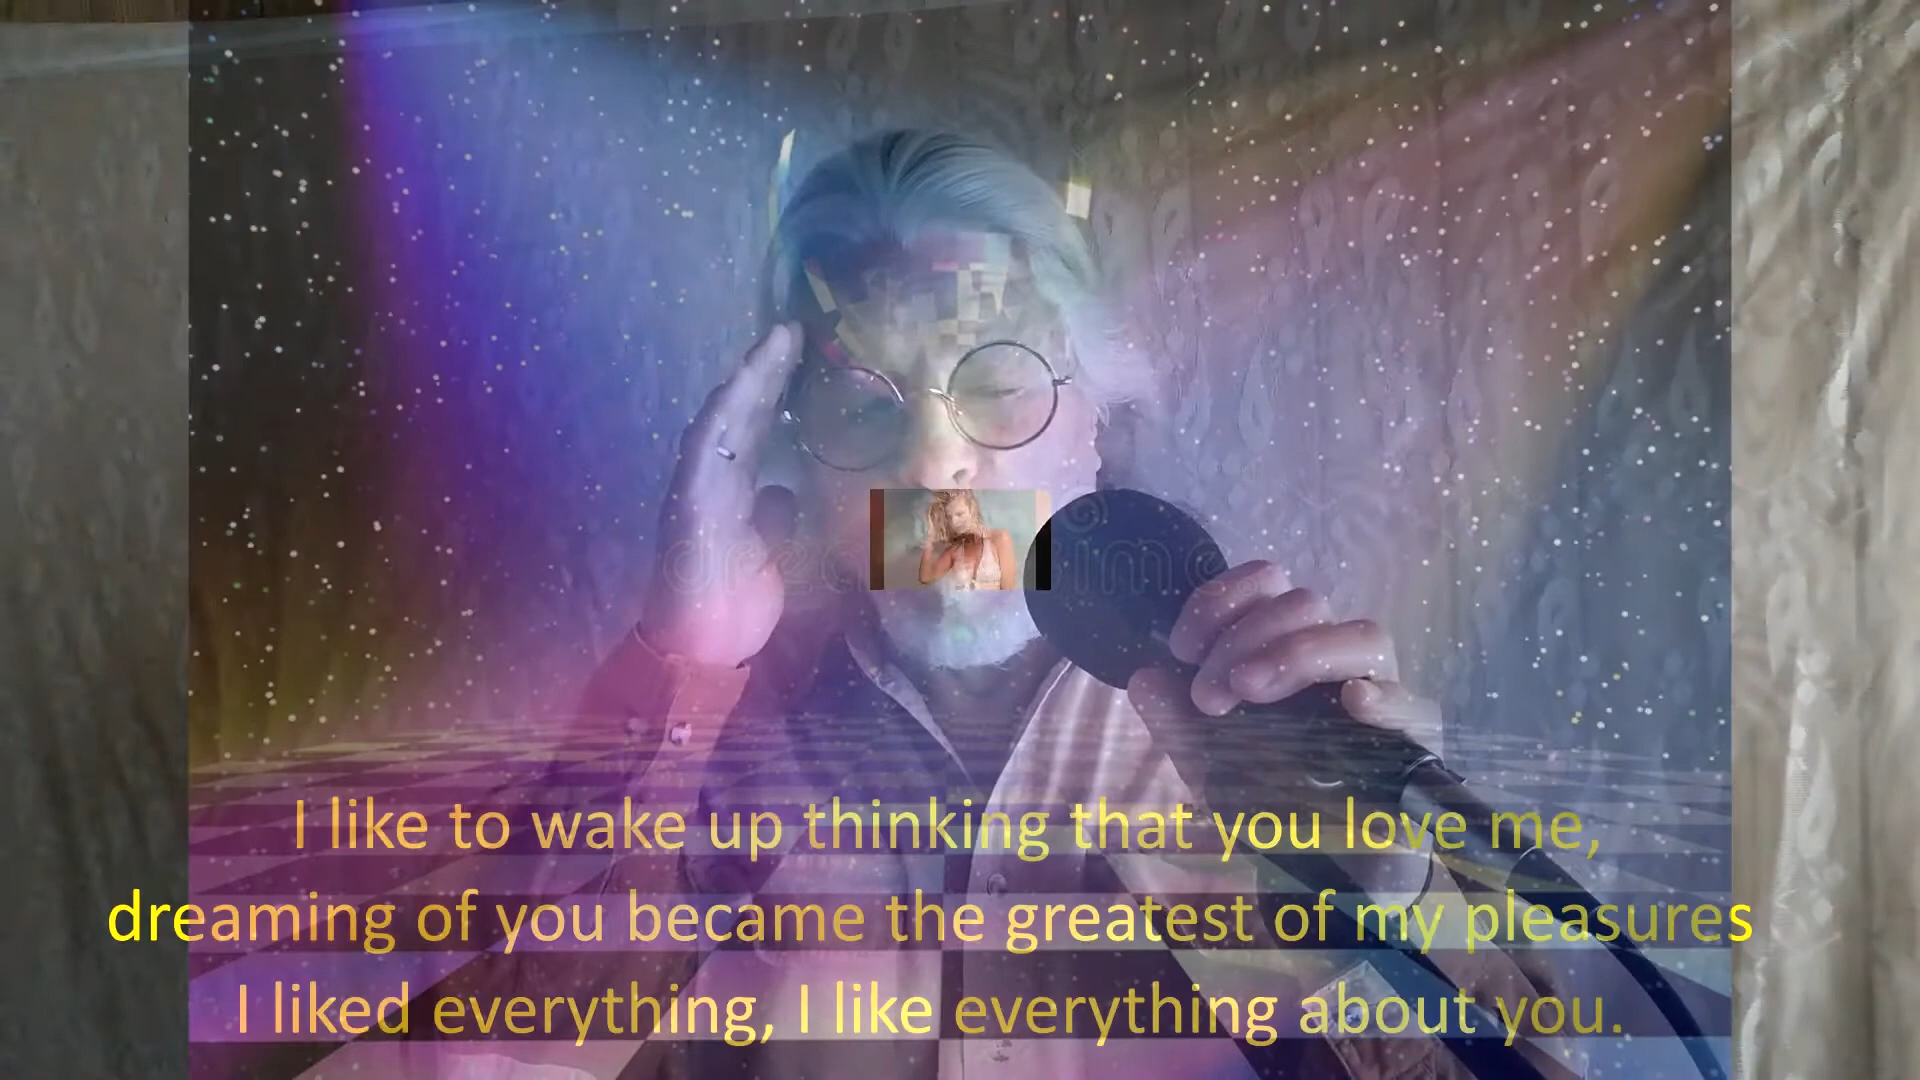 I like to wake up thinking that you love me,
dreaming of you became the greatest of my pleasures
I liked everything, I like everything about you.